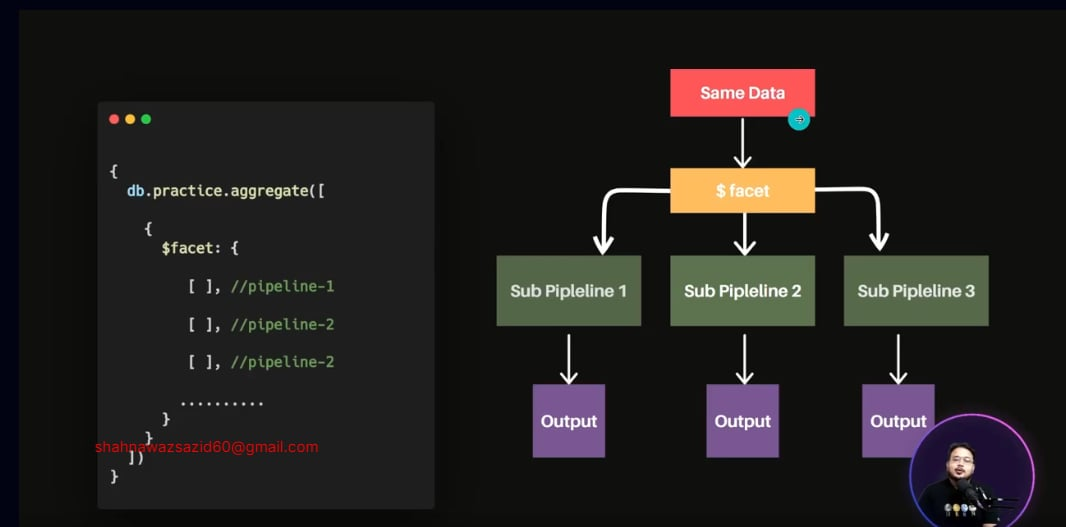 {
db.practice.aggregate([
{
$facet: {
[ ], //pipeline-1
[ ], //pipeline-2
[ ], //pipeline-2
..........
}
}
])
}
shahnawazsazid60@gmail.com
Same Data
$ facet
Sub Pipleline 1
Sub Pipleline 2
Sub Pipleline 3
Output
Output
Output